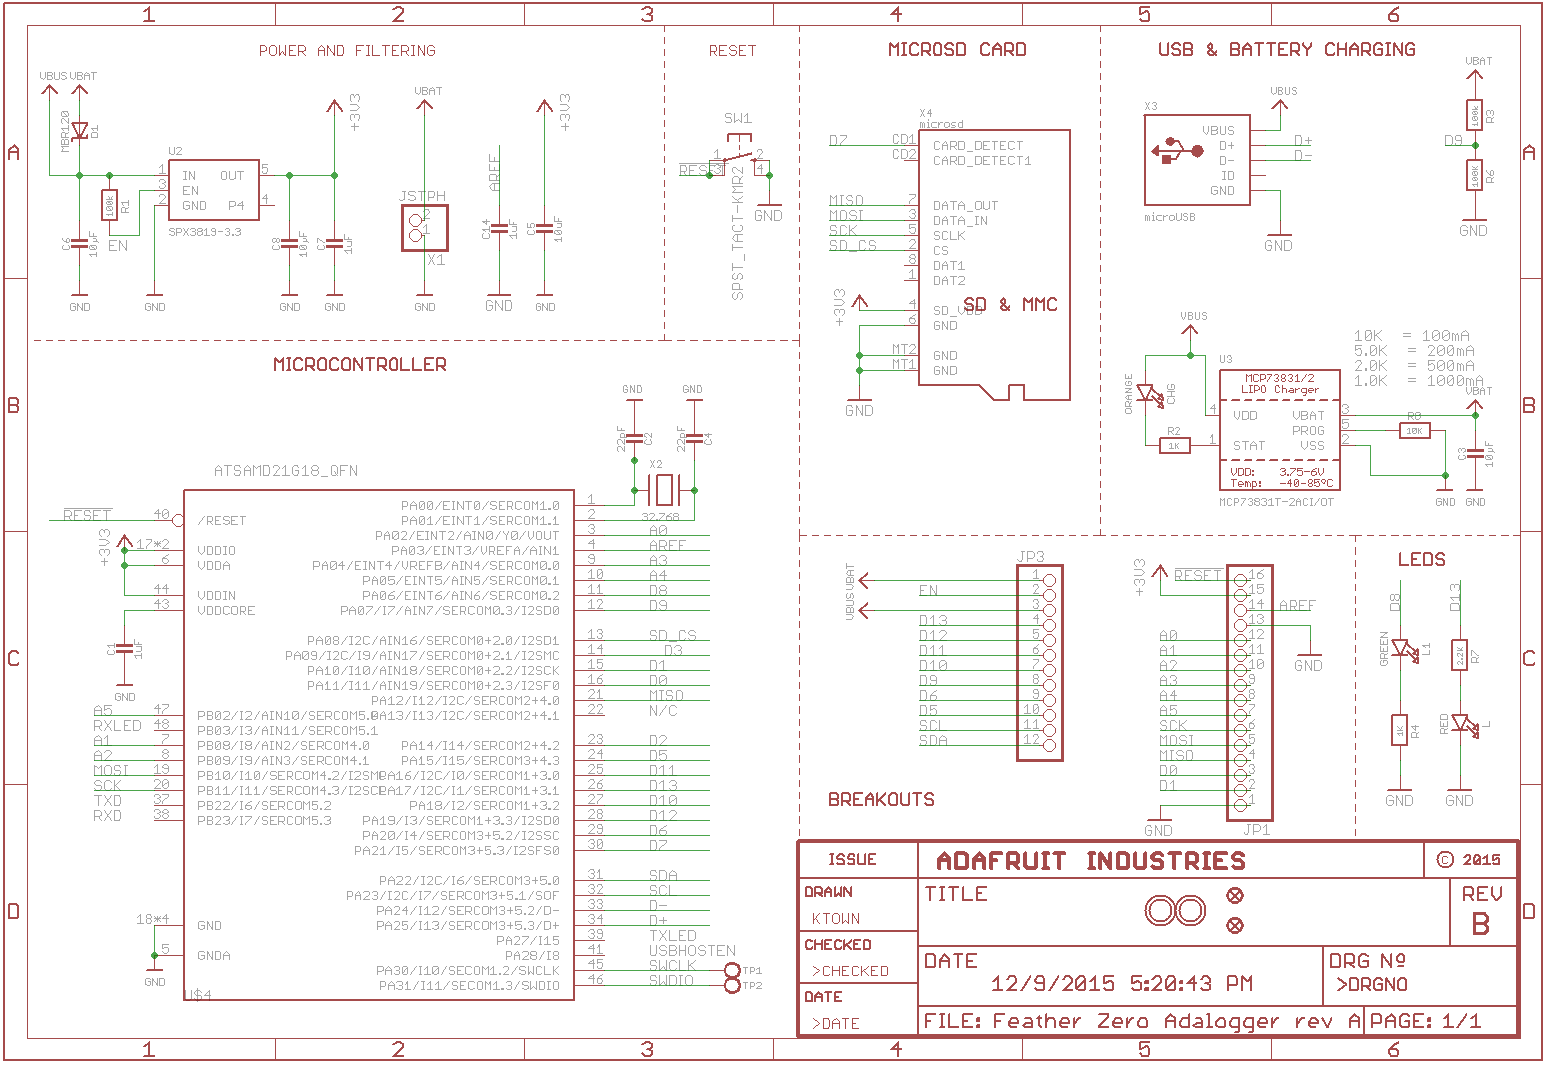 1 2 3 4 5 6
A A
B B
C C
D D
1 2 3 4 5 6
POWER AND FILTERING
VBUS VBAT
MBR120
D1
U2
1 IN OUT 5
3 EN
2 GND P4 4
SPX3819-3.3
100k
R1
EN
C6
10µF
C8
10µF
C7
1uF
+3V3
GND
GND
GND
GND
VBAT
JSTPH
2
1
X1
GND
AREF
C14
1uF
GND
+3V3
C5
10uF
GND
RESET
SW1
1 2
3 4
RESET
SPST_TACT-KMR2
GND
MICROSD CARD
X4
microsd
D7 CD1 CARD_DETECT
CD2 CARD_DETECT1
MISO 7 DATA_OUT
MOSI 3 DATA_IN
SCK 5 SCLK
SD_CS 2 CS
8 DAT1
1 DAT2
+3V3
4 SD_VDD
SD & MMC
6 GND
MT2 GND
MT1 GND
GND
USB & BATTERY CHARGING
X3
VBUS
VBUS
D+ D+
D- D-
ID
GND
microUSB
GND
VBAT
100k
R3
D9
100K
R6
GND
VBUS
10K = 100mA
5.0K = 200mA
2.0K = 500mA
1.0K = 1000mA
U3
MCP73831/2
LIPO Charger
4 VDD VBAT 3
PROG 5
1 STAT VSS 2
VDD: 3.75-6V
Temp: -40-85ºC
MCP73831T-2ACI/OT
ORANGE
CHG
R2
1K
R8
10K
VBAT
C3
10µF
GND GND
MICROCONTROLLER
GND GND
22pF
C2
22pF
C4
X2
32.768
ATSAMD21G18_QFN
RESET 40 /RESET
+3V3
17*2 VDDIO
6 VDDA
44 VDDIN
43 VDDCORE
C1
1uF
GND
A5 47 PB02/I2/AIN10/SERCOM5.0
RXLED 48 PB03/I3/AIN11/SERCOM5.1
A1 7 PB08/I8/AIN2/SERCOM4.0
A2 8 PB09/I9/AIN3/SERCOM4.1
MOSI 19 PB10/I10/SERCOM4.2/I2SM
SCK 20 PB11/I11/SERCOM4.3/I2SC
TXD 37 PB22/I6/SERCOM5.2
RXD 38 PB23/I7/SERCOM5.3
18*4 GND
5 GNDA
GND
U$4
PA00/EINT0/SERCOM1.0 1
PA01/EINT1/SERCOM1.1 2
PA02/EINT2/AIN0/Y0/VOUT 3 A0
PA03/EINT3/VREFA/AIN1 4 AREF
PA04/EINT4/VREFB/AIN4/SERCOM0.0 9 A3
PA05/EINT5/AIN5/SERCOM0.1 10 A4
PA06/EINT6/AIN6/SERCOM0.2 11 D8
PA07/I7/AIN7/SERCOM0.3/I2SD0 12 D9
PA08/I2C/AIN16/SERCOM0+2.0/I2SD1 13 SD_CS
PA09/I2C/I9/AIN17/SERCOM0+2.1/I2SMC 14 D3
PA10/I10/AIN18/SERCOM0+2.2/I2SCK 15 D1
PA11/I11/AIN19/SERCOM0+2.3/I2SF0 16 D0
PA12/I12/I2C/SERCOM2+4.0 21 MISO
PA13/I13/I2C/SERCOM2+4.1 22 N/C
PA14/I14/SERCOM2+4.2 23 D2
PA15/I15/SERCOM3+4.3 24 D5
PA16/I2C/I0/SERCOM1+3.0 25 D11
PA17/I2C/I1/SERCOM1+3.1 26 D13
PA18/I2/SERCOM1+3.2 27 D10
PA19/I3/SERCOM1+3.3/I2SD0 28 D12
PA20/I4/SERCOM3+5.2/I2SSC 29 D6
PA21/I5/SERCOM3+5.3/I2SFS0 30 D7
PA22/I2C/I6/SERCOM3+5.0 31 SDA
PA23/I2C/I7/SERCOM3+5.1/SOF 32 SCL
PA24/I12/SERCOM3+5.2/D- 33 D-
PA25/I13/SERCOM3+5.3/D+ 34 D+
PA27/I15 39 TXLED
PA28/I8 41 USBHOSTEN
PA30/I10/SECOM1.2/SWCLK 45 SWCLK TP1
PA31/I11/SECOM1.3/SWDIO 46 SWDIO TP2
JP3
VBAT 1
EN 2
VBUS 3
D13 4
D12 5
D11 6
D10 7
D9 8
D6 9
D5 10
SCL 11
SDA 12
BREAKOUTS
+3V3
RESET 16
15
14 AREF
13
GND
A0 12
A1 11
A2 10
A3 9
A4 8
A5 7
SCK 6
MOSI 5
MISO 4
D0 3
D1 2
1
GND
JP1
LEDS
D8 D13
GREEN
L1
2.2K
R7
1K
R4
RED
L
GND GND
ISSUE
ADAFRUIT INDUSTRIES
© 2015
DRAWN
KTOWN
TITLE
REV
B
CHECKED
>CHECKED
DATE
12/9/2015 5:20:43 PM
DRG Nº
>DRGNO
DATE
>DATE
FILE: Feather Zero Adalogger rev A
PAGE: 1/1